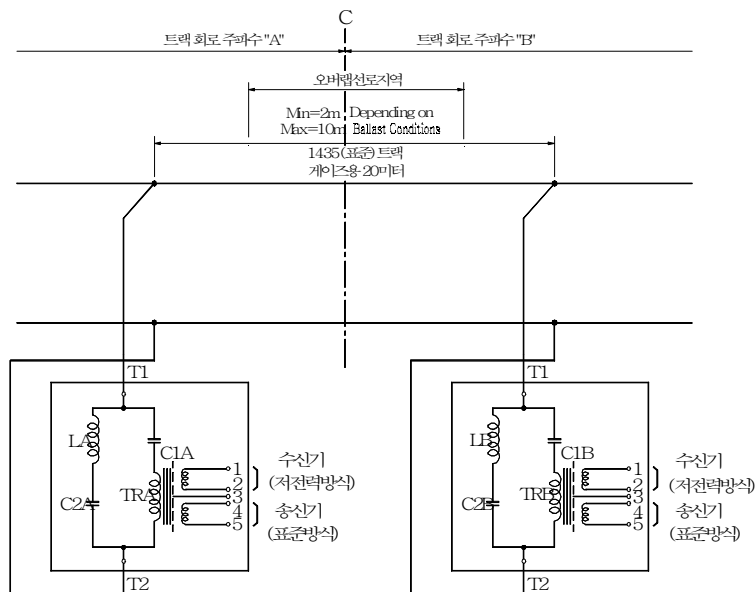 C
트랙 회로 주파수 "A"
트랙 회로 주파수 "B"
오버랩선로지역
Min=2m Depending on
Max=10m Ballast Conditions
1435(표준) 트랙
게이즈용 20미터
T1
T1
LA
C1A
C2A
TRA
1
2
3
4
5
수신기
(저전력방식)
송신기
(표준방식)
LB
C1B
C2B
TRB
1
2
3
4
5
수신기
(저전력방식)
송신기
(표준방식)
T2
T2